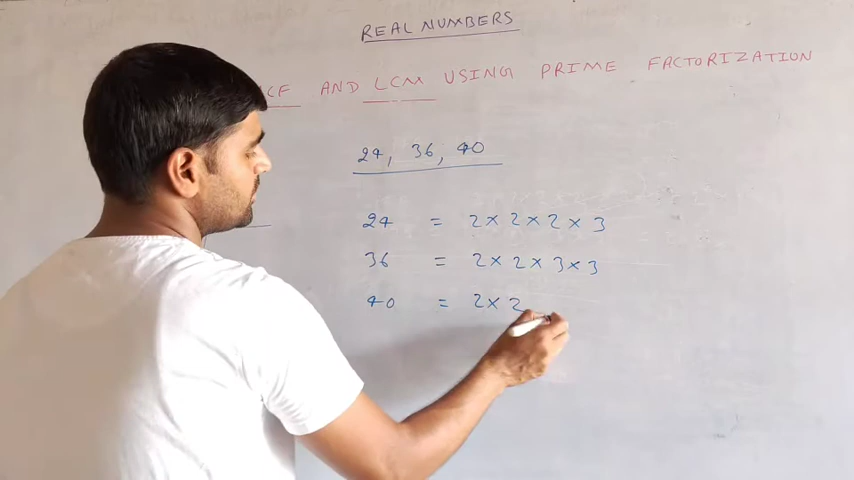 REAL NUMBERS
CF AND LCM USING PRIME FACTORIZATION
24, 36, 40
24 = 2 × 2 × 2 × 3
36 = 2 × 2 × 3 × 3
40 = 2 × 2